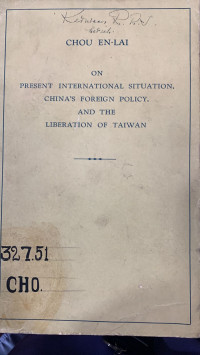 CHOU EN-LAI
ON
PRESENT INTERNATIONAL SITUATION,
CHINA'S FOREIGN POLICY,
AND THE
LIBERATION OF TAIWAN
327.51
CHO.